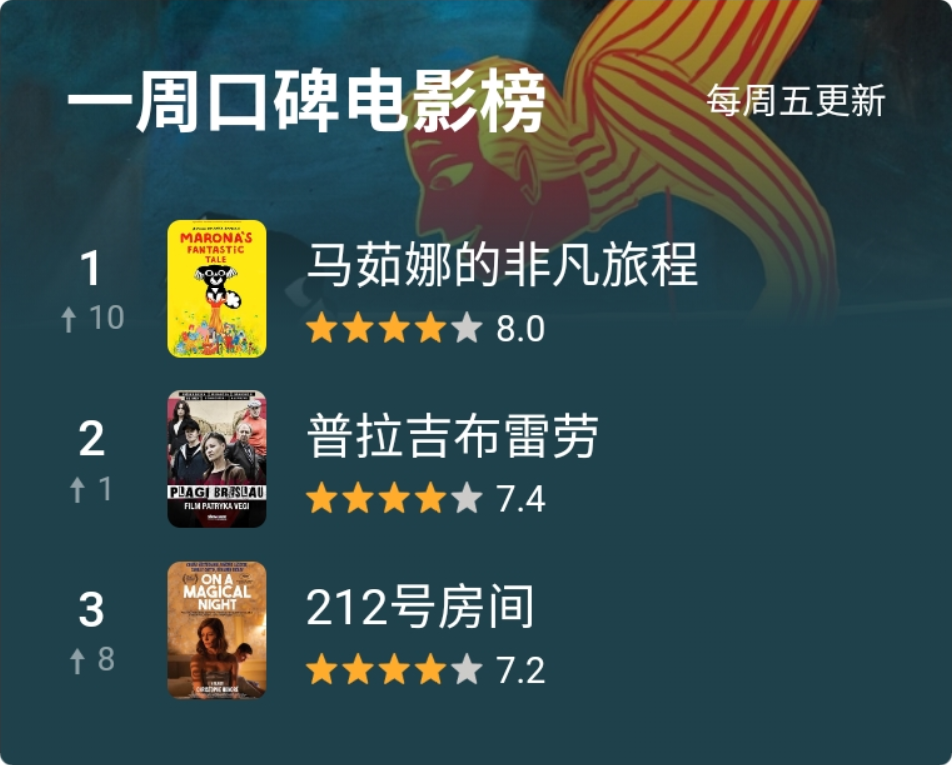 一周口碑电影榜
每周五更新
1
10
MARONA'S
FANTASTIC
TALE
马茹娜的非凡旅程
8.0
2
1
PLAGI BRESLAU
FILM PATRYKA VEGI
普拉吉布雷劳
7.4
3
8
ON A
MAGICAL
NIGHT
CHRISTOPHE HONORÉ
212号房间
7.2